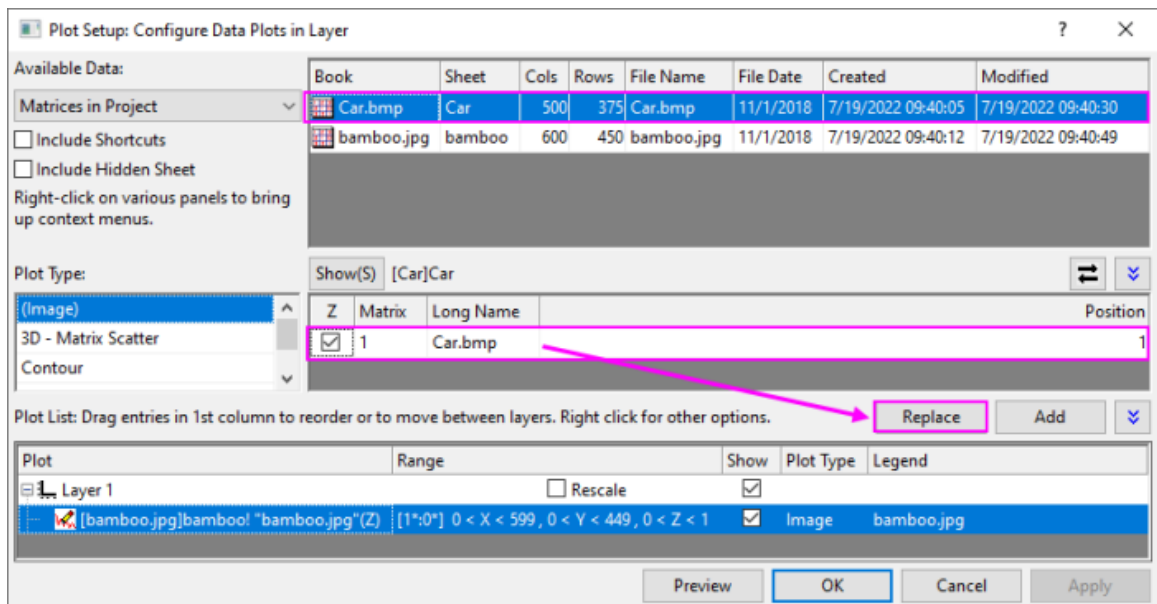 Plot Setup: Configure Data Plots in Layer ?
Available Data:
Matrices in Project
Include Shortcuts
Include Hidden Sheet
Right-click on various panels to bring
up context menus.
Book Sheet Cols Rows File Name File Date Created Modified
Car.bmp Car 500 375 Car.bmp 11/1/2018 7/19/2022 09:40:05 7/19/2022 09:40:30
bamboo.jpg bamboo 600 450 bamboo.jpg 11/1/2018 7/19/2022 09:40:12 7/19/2022 09:40:49
Plot Type:
(Image)
3D - Matrix Scatter
Contour
Show(S) [Car]Car
Z Matrix Long Name Position
1 Car.bmp 1
Plot List: Drag entries in 1st column to reorder or to move between layers. Right click for other options. Replace Add
Plot Range Show Plot Type Legend
Layer 1 Rescale
[bamboo.jpg]bamboo! "bamboo.jpg"(Z) [1*:0*] 0 < X < 599 , 0 < Y < 449 , 0 < Z < 1 Image bamboo.jpg
Preview OK Cancel Apply